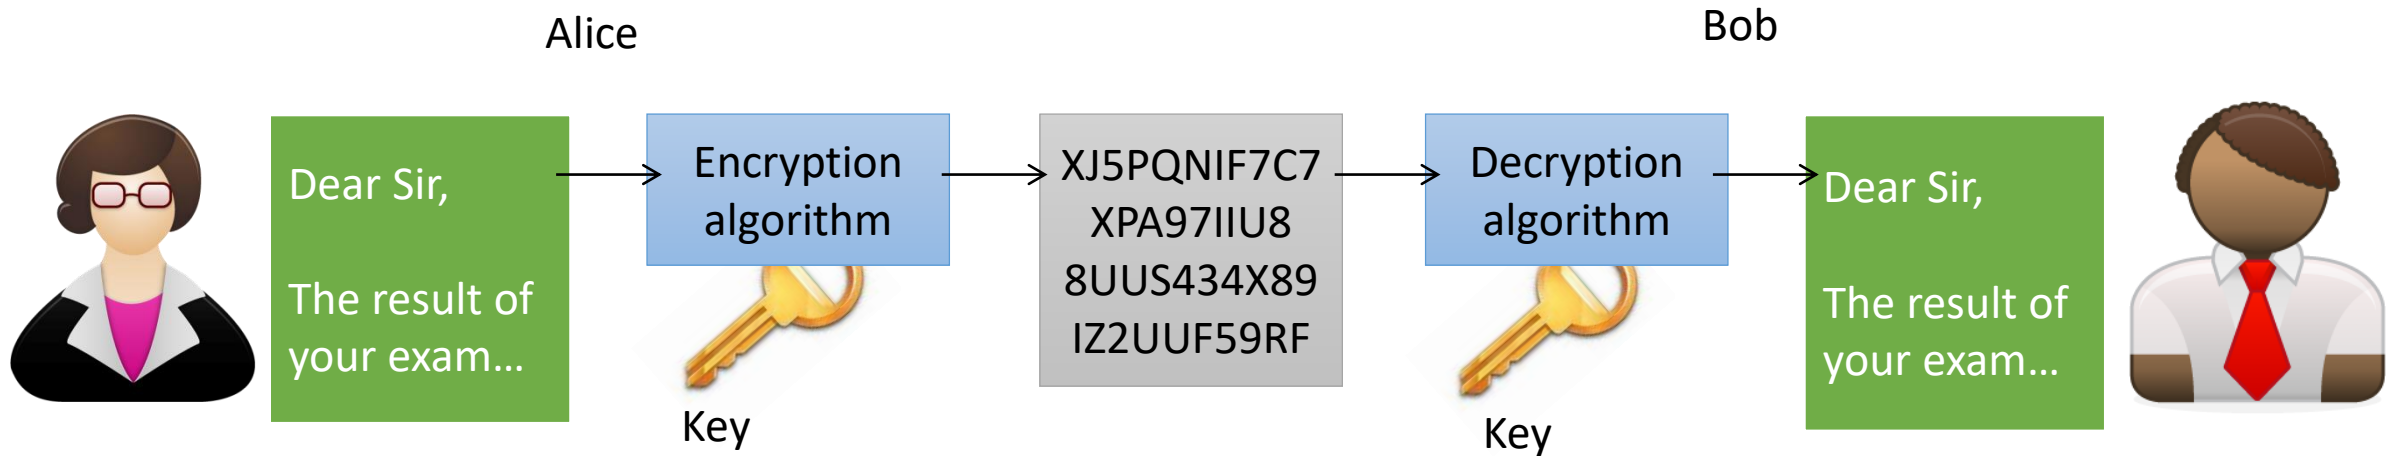 Alice
Bob
Dear Sir,
The result of
your exam...
Encryption
algorithm
Key
XJ5PQNIF7C7
XPA97IIU8
8UUS434X89
IZ2UUF59RF
Decryption
algorithm
Key
Dear Sir,
The result of
your exam...